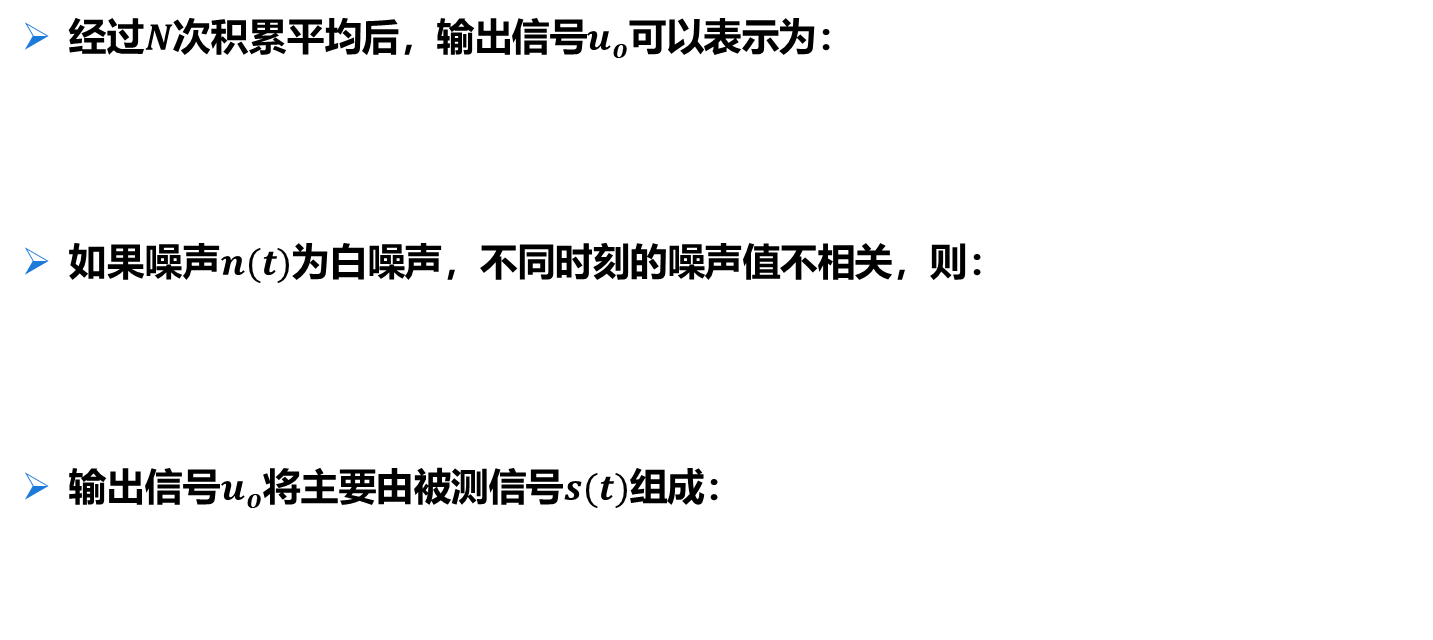 ➢ 经过N次积累平均后，输出信号uₒ可以表示为：
➢ 如果噪声n(t)为白噪声，不同时刻的噪声值不相关，则：
➢ 输出信号uₒ将主要由被测信号s(t)组成：